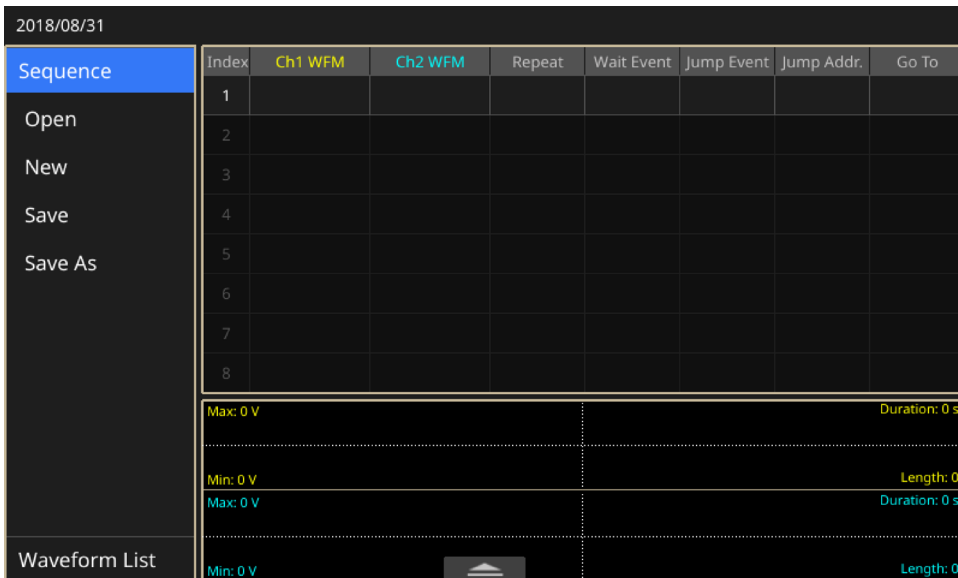 2018/08/31
Sequence
Open
New
Save
Save As
Waveform List
Index Ch1 WFM Ch2 WFM Repeat Wait Event Jump Event Jump Addr. Go To
1
2
3
4
5
6
7
8
Max: 0 V Duration: 0 s
Min: 0 V Length: 0
Max: 0 V Duration: 0 s
Min: 0 V Length: 0